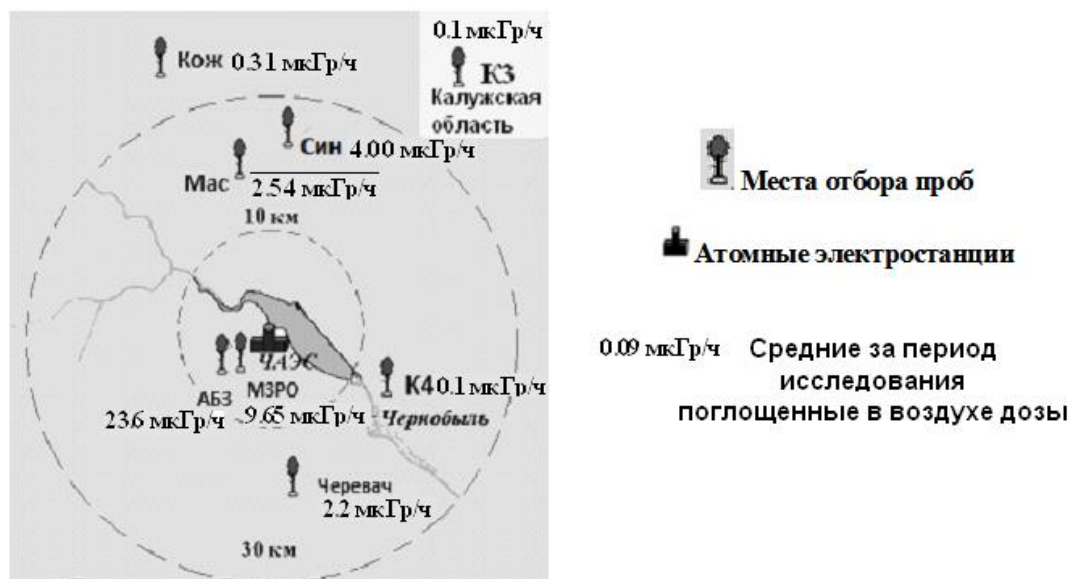 0.1 мкГр/ч
Кож 0.31 мкГр/ч
К3
Калужская
область
Син 4.00 мкГр/ч
Мас
2.54 мкГр/ч
10 км
Места отбора проб
Атомные электростанции
ЧАЭС
АБЗ МЗРО
23.6 мкГр/ч 9.65 мкГр/ч
К4 0.1 мкГр/ч
Чернобыль
Черевач
2.2 мкГр/ч
30 км
0.09 мкГр/ч Средние за период
исследования
поглощенные в воздухе дозы